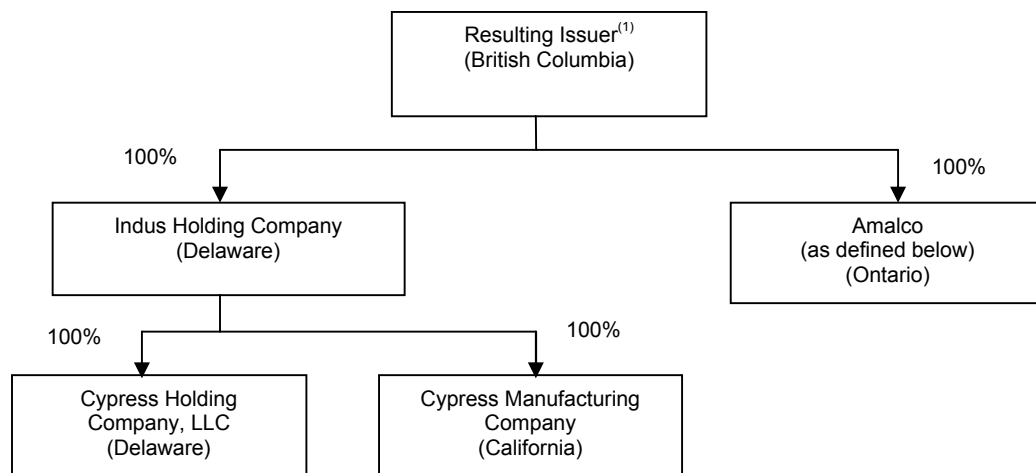 Resulting Issuer(1)
(British Columbia)
100%
100%
Indus Holding Company
(Delaware)
Amalco
(as defined below)
(Ontario)
100%
100%
Cypress Holding
Company, LLC
(Delaware)
Cypress Manufacturing
Company
(California)